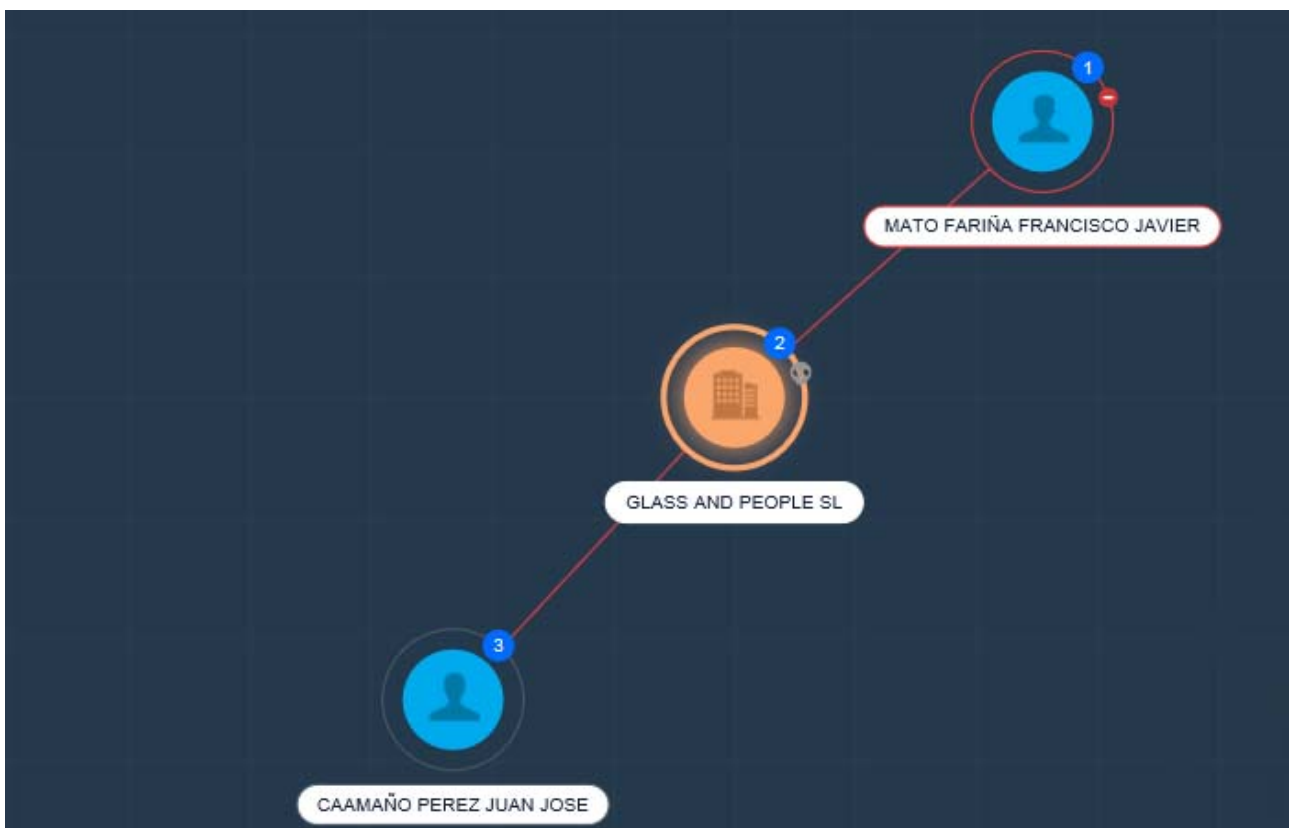 1
MATO FARIÑA FRANCISCO JAVIER
2
GLASS AND PEOPLE SL
3
CAAMAÑO PEREZ JUAN JOSE